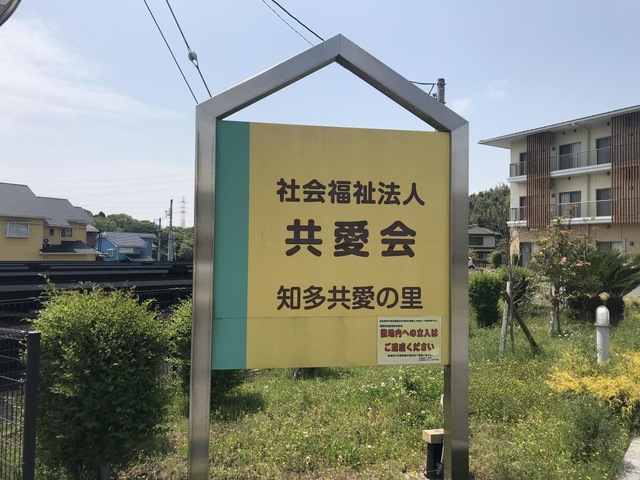 社会福祉法人
共愛会
知多共愛の里
敷地内への立入は
ご遠慮ください